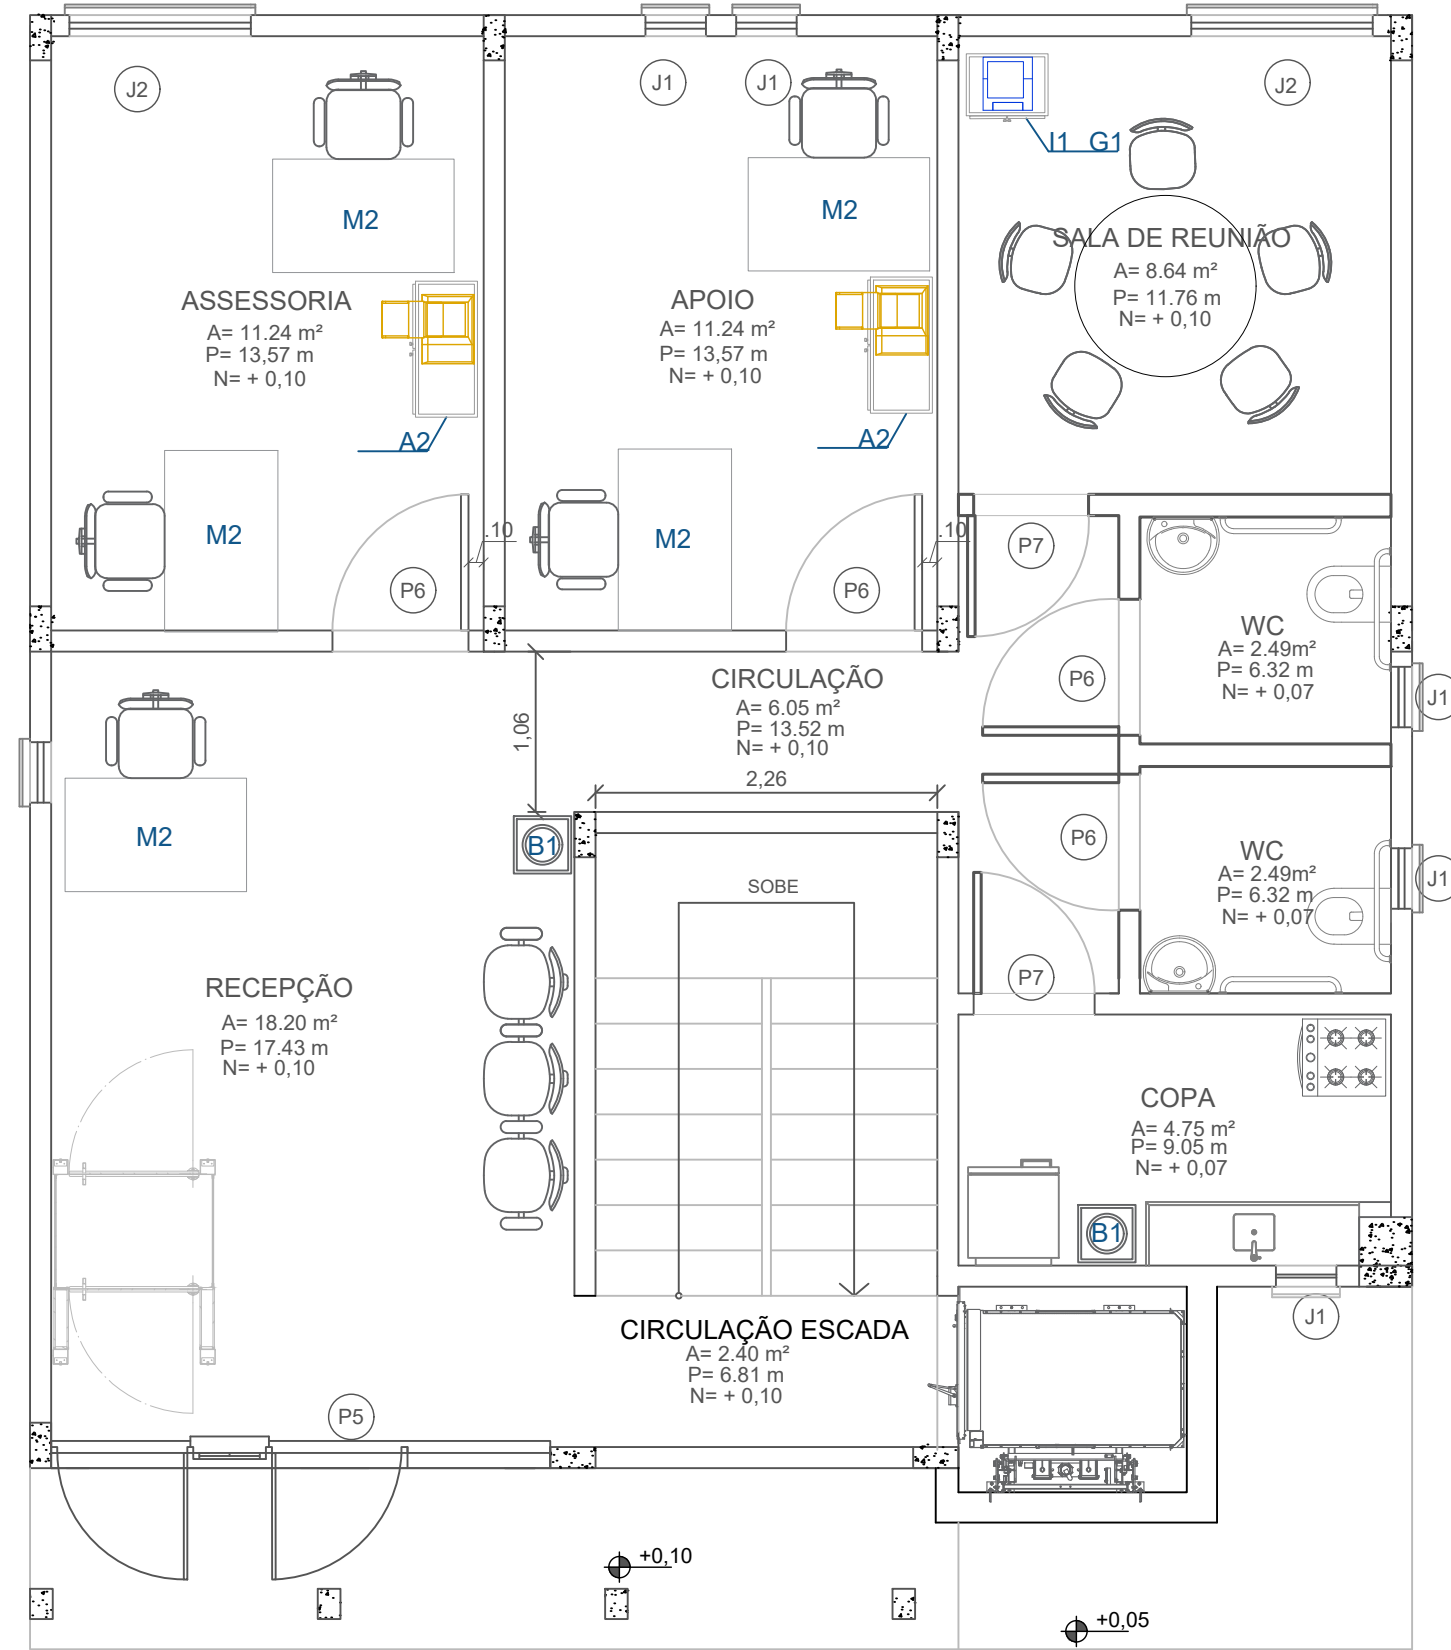 J2
J1
J1
J2
I1 G1
M2
M2
SALA DE REUNIÃO
A= 8.64 m²
P= 11.76 m
N= + 0,10
ASSESSORIA
A= 11.24 m²
P= 13,57 m
N= + 0,10
APOIO
A= 11.24 m²
P= 13,57 m
N= + 0,10
A2
A2
M2
M2
.10
.10
P6
P6
P7
WC
A= 2.49m²
P= 6.32 m
N= + 0,07
P6
J1
CIRCULAÇÃO
A= 6.05 m²
P= 13.52 m
N= + 0,10
1,06
2,26
M2
B1
P6
WC
A= 2.49m²
P= 6.32 m
N= + 0,07
J1
SOBE
P7
RECEPÇÃO
A= 18.20 m²
P= 17.43 m
N= + 0,10
COPA
A= 4.75 m²
P= 9.05 m
N= + 0,07
B1
J1
CIRCULAÇÃO ESCADA
A= 2.40 m²
P= 6.81 m
N= + 0,10
P5
+0,10
+0,05